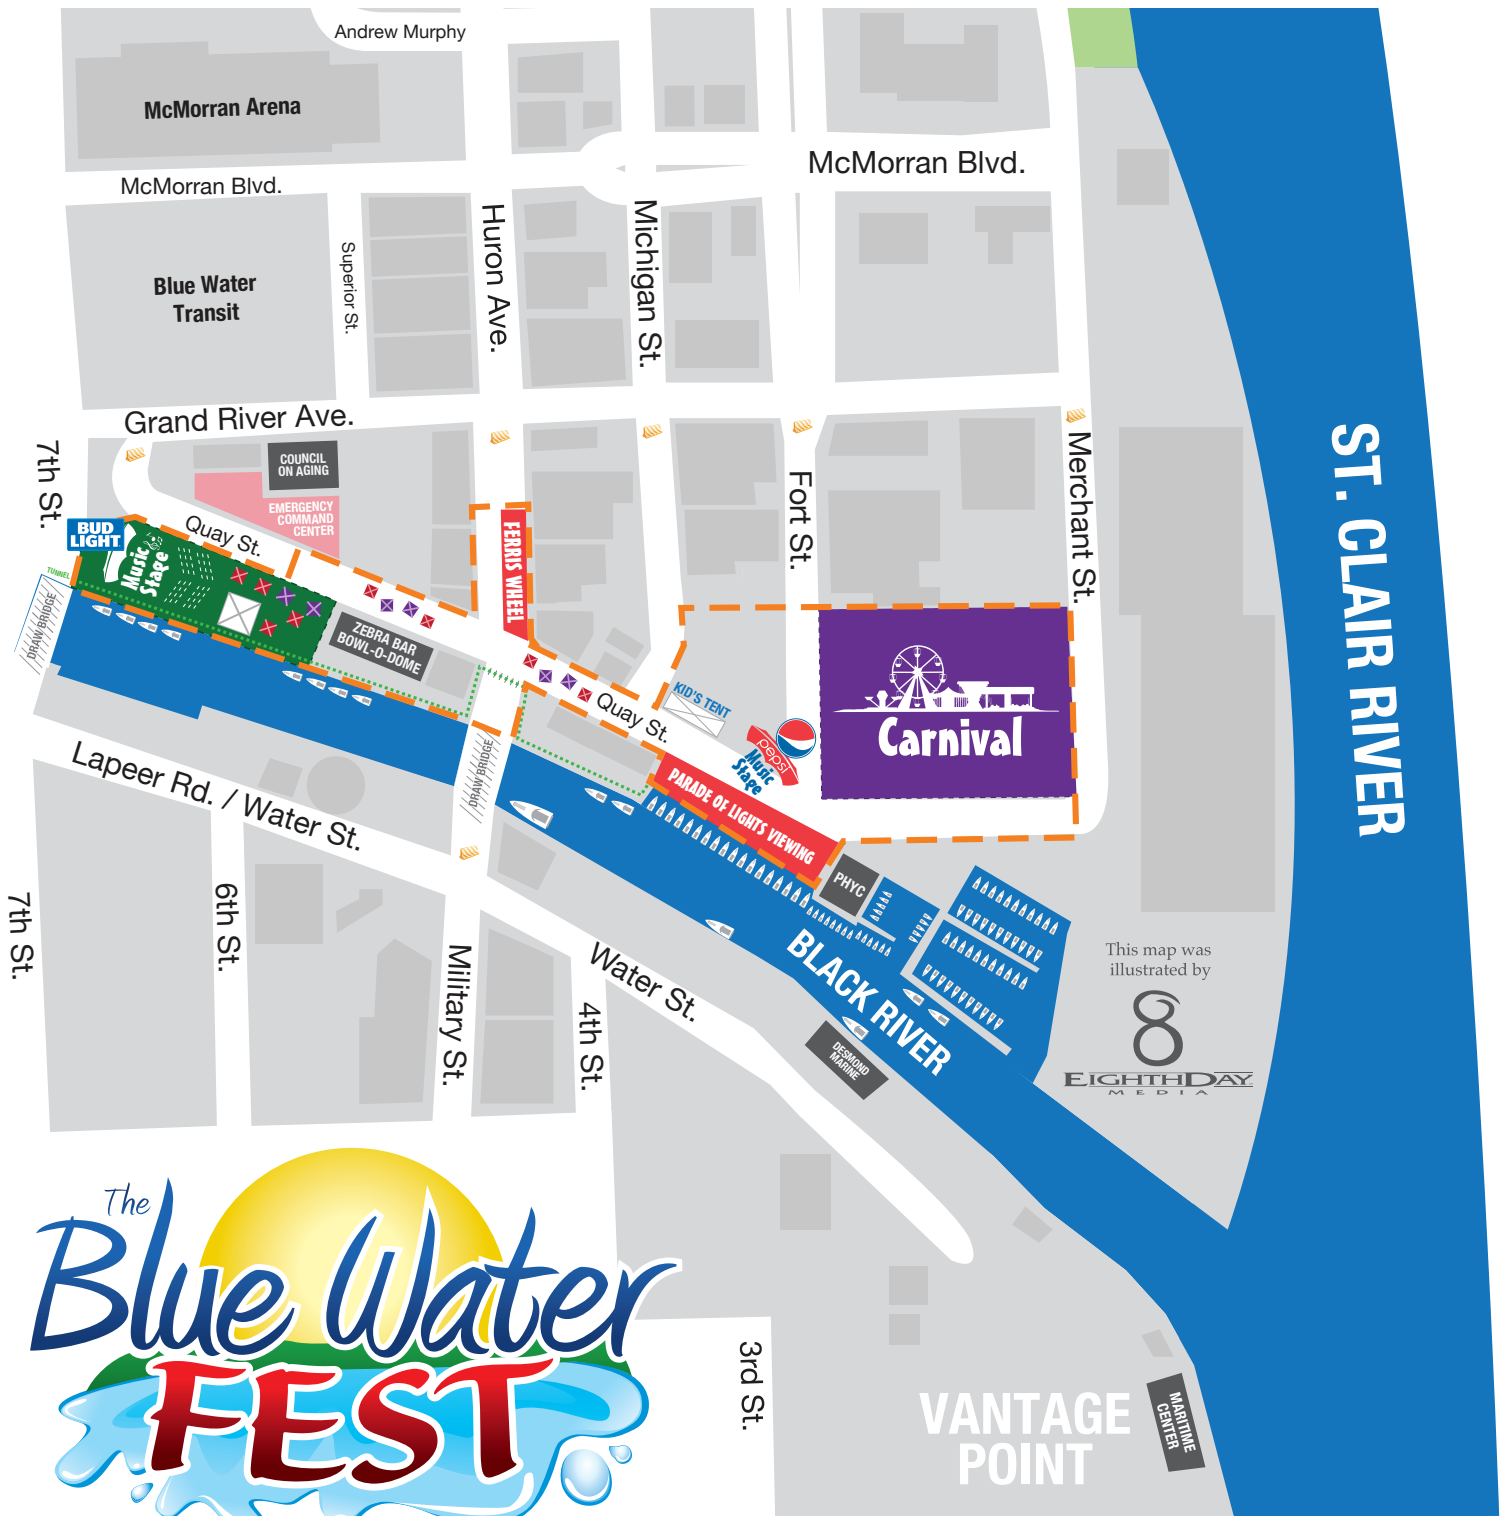 Andrew Murphy
McMorran Arena
McMorran Blvd.
McMorran Blvd.
Blue Water
Transit
Superior St.
Huron Ave.
Michigan St.
Grand River Ave.
7th St.
COUNCIL
ON AGING
EMERGENCY
COMMAND
CENTER
Quay St.
BUD
LIGHT
Music
Stage
TUNNEL
DRAW BRIDGE
FERRIS WHEEL
Fort St.
Merchant St.
ST. CLAIR RIVER
ZEBRA BAR
BOWL-O-DOME
Quay St.
KID'S TENT
pepsi
Music
Stage
Carnival
DRAW BRIDGE
PARADE OF LIGHTS VIEWING
PHYC
Lapeer Rd. / Water St.
7th St.
6th St.
Military St.
4th St.
Water St.
BLACK RIVER
DESMOND
MARINE
This map was
illustrated by
8
EIGHTHDAY
MEDIA
The
Blue Water
FEST
3rd St.
VANTAGE
POINT
MARITIME
CENTER